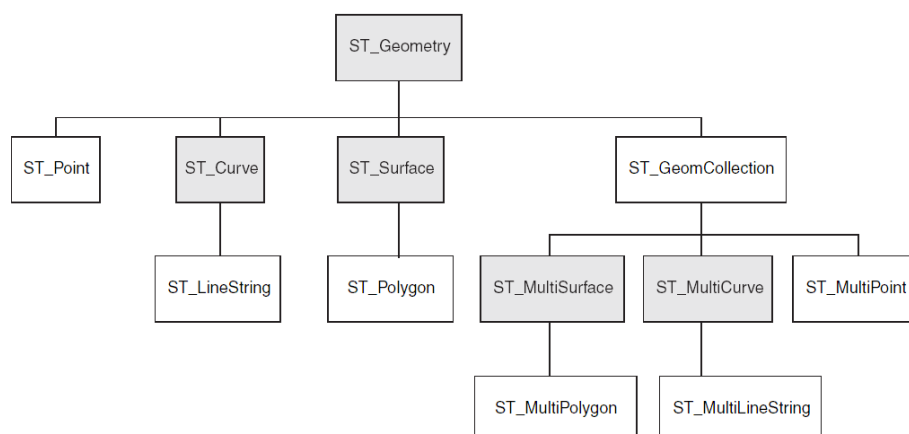 ST_Geometry
ST_Point
ST_Curve
ST_Surface
ST_GeomCollection
ST_LineString
ST_Polygon
ST_MultiSurface
ST_MultiCurve
ST_MultiPoint
ST_MultiPolygon
ST_MultiLineString